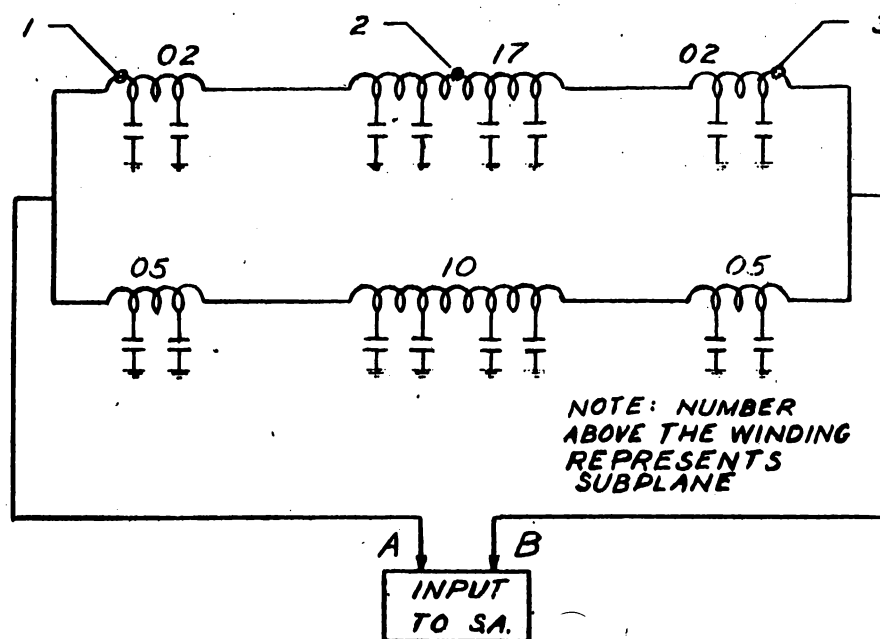 1 2 3
02 17 02
05 10 05
NOTE: NUMBER
ABOVE THE WINDING
REPRESENTS
SUBPLANE
A B
INPUT
TO S.A.